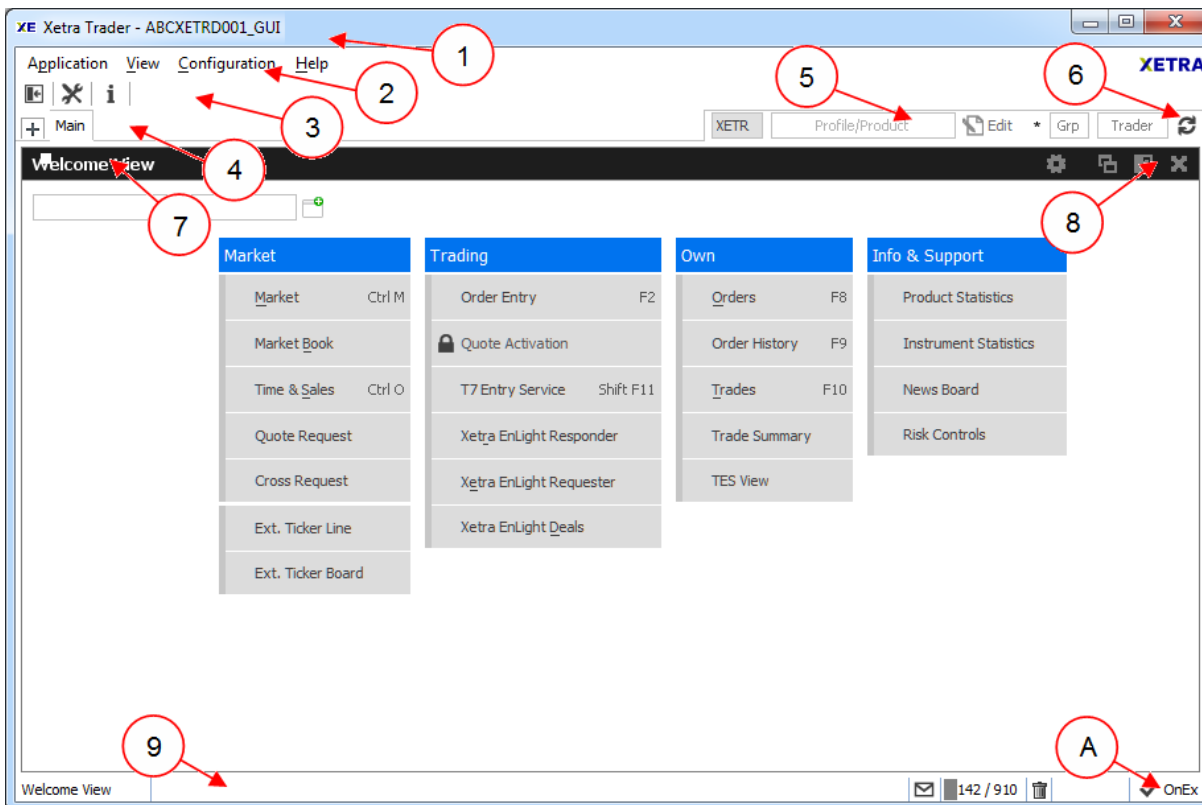 XE Xetra Trader - ABCXETRD001_GUI
1
Application View Configuration Help
2
5
6
XETRA
3
Main
4
XETR Profile/Product Edit * Grp Trader
Welcome View
7
8
Market
Market Ctrl M
Market Book
Time & Sales Ctrl O
Quote Request
Cross Request
Ext. Ticker Line
Ext. Ticker Board
Trading
Order Entry F2
Quote Activation
T7 Entry Service Shift F11
Xetra EnLight Responder
Xetra EnLight Requester
Xetra EnLight Deals
Own
Orders F8
Order History F9
Trades F10
Trade Summary
TES View
Info & Support
Product Statistics
Instrument Statistics
News Board
Risk Controls
9
A
Welcome View 142 / 910 OnEx